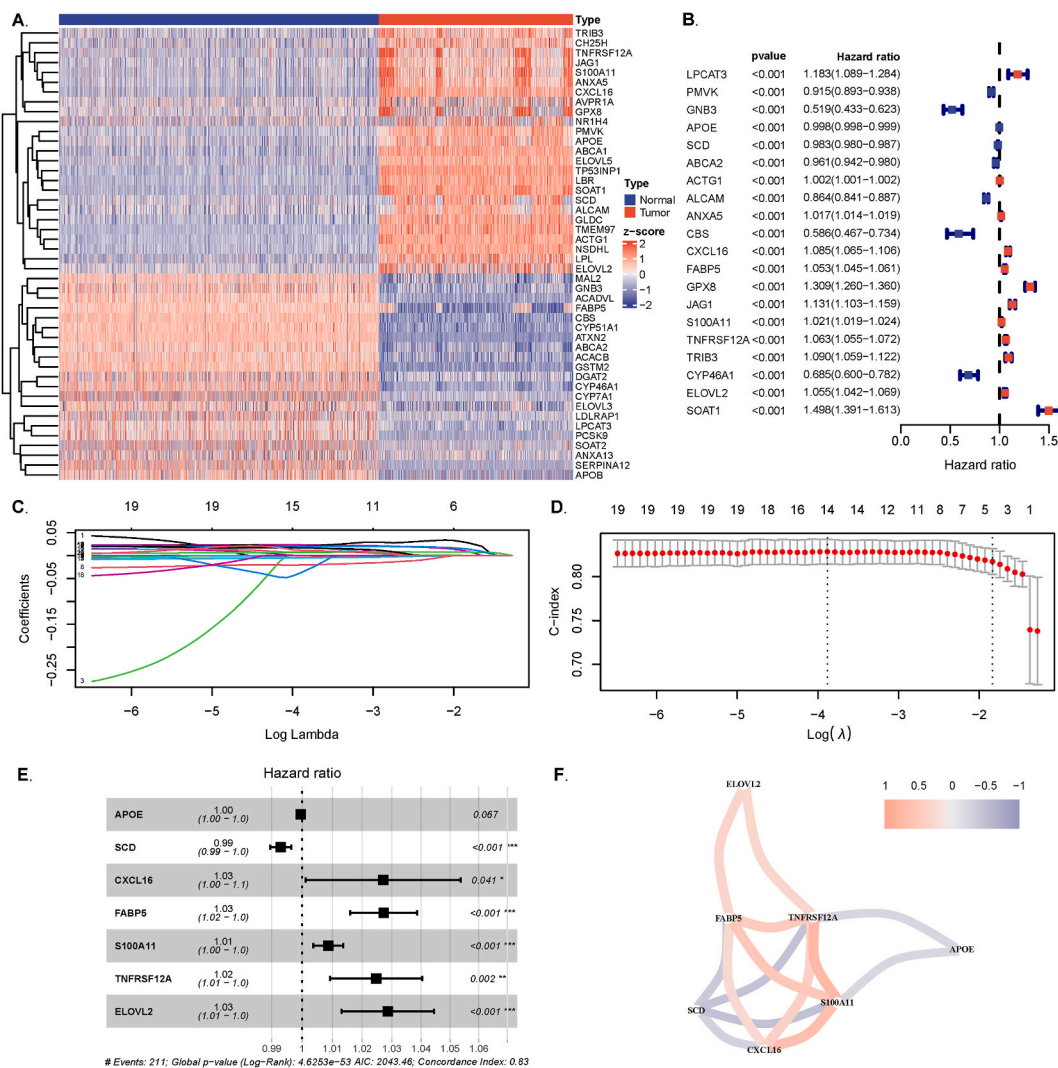 A.
Type
TRIB3
CH25H
TNFRSF12A
JAG1
S100A11
ANXA5
CXCL16
AVPR1A
GPX8
NR1H4
PMVK
APOE
ABCA1
ELOVL5
TP53INP1
LBR
SOAT1
SCD
ALCAM
GLDC
TMEM97
ACTG1
NSDHL
LPL
ELOVL2
MAL2
GNB3
ACADVL
FABP5
CBS
CYP51A1
ATXN2
ABCA2
ACACB
GSTM2
DGAT2
CYP46A1
CYP7A1
ELOVL3
LDLRAP1
LPCAT3
PCSK9
SOAT2
ANXA13
SERPINA12
APOB
Type
Normal
Tumor
z-score
2
1
0
−1
−2
B.
pvalue Hazard ratio
LPCAT3 <0.001 1.183(1.089−1.284)
PMVK <0.001 0.915(0.893−0.938)
GNB3 <0.001 0.519(0.433−0.623)
APOE <0.001 0.998(0.998−0.999)
SCD <0.001 0.983(0.980−0.987)
ABCA2 <0.001 0.961(0.942−0.980)
ACTG1 <0.001 1.002(1.001−1.002)
ALCAM <0.001 0.864(0.841−0.887)
ANXA5 <0.001 1.017(1.014−1.019)
CBS <0.001 0.586(0.467−0.734)
CXCL16 <0.001 1.085(1.065−1.106)
FABP5 <0.001 1.053(1.045−1.061)
GPX8 <0.001 1.309(1.260−1.360)
JAG1 <0.001 1.131(1.103−1.159)
S100A11 <0.001 1.021(1.019−1.024)
TNFRSF12A <0.001 1.063(1.055−1.072)
TRIB3 <0.001 1.090(1.059−1.122)
CYP46A1 <0.001 0.685(0.600−0.782)
ELOVL2 <0.001 1.055(1.042−1.069)
SOAT1 <0.001 1.498(1.391−1.613)
0.0 0.5 1.0 1.5
Hazard ratio
C.
19 19 15 11 6
0.05
−0.05
−0.15
−0.25
Coefficients
1
8
16
3
−6 −5 −4 −3 −2
Log Lambda
D.
19 19 19 19 19 18 16 14 14 12 11 8 7 5 3 1
0.80
0.75
0.70
C−index
−6 −5 −4 −3 −2
Log(λ)
E.
Hazard ratio
APOE 1.00 (1.00 − 1.0) 0.067
SCD 0.99 (0.99 − 1.0) <0.001 ***
CXCL16 1.03 (1.00 − 1.1) 0.041 *
FABP5 1.03 (1.02 − 1.0) <0.001 ***
S100A11 1.01 (1.00 − 1.0) <0.001 ***
TNFRSF12A 1.02 (1.01 − 1.0) 0.002 **
ELOVL2 1.03 (1.01 − 1.0) <0.001 ***
0.99 1 1.01 1.02 1.03 1.04 1.05 1.06
# Events: 211; Global p-value (Log-Rank): 4.6253e-53 AIC: 2043.46; Concordance Index: 0.83
F.
1 0.5 0 −0.5 −1
ELOVL2
FABP5
TNFRSF12A
APOE
SCD
S100A11
CXCL16